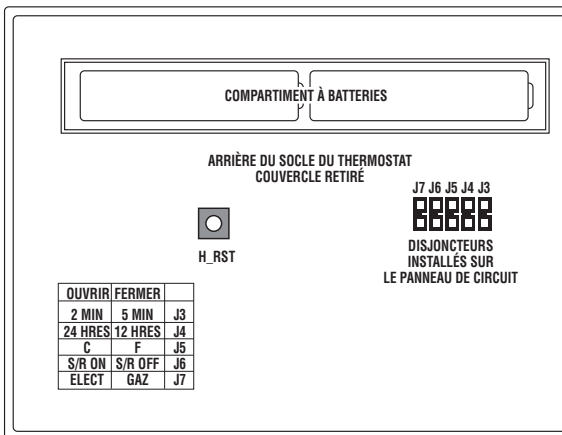 COMPARTIMENT À BATTERIES
ARRIÈRE DU SOCLE DU THERMOSTAT
COUVERCLE RETIRÉ
J7 J6 J5 J4 J3
H_RST
DISJONCTEURS
INSTALLÉS SUR
LE PANNEAU DE CIRCUIT
OUVRIR FERMER
2 MIN 5 MIN J3
24 HRES 12 HRES J4
C F J5
S/R ON S/R OFF J6
ELECT GAZ J7